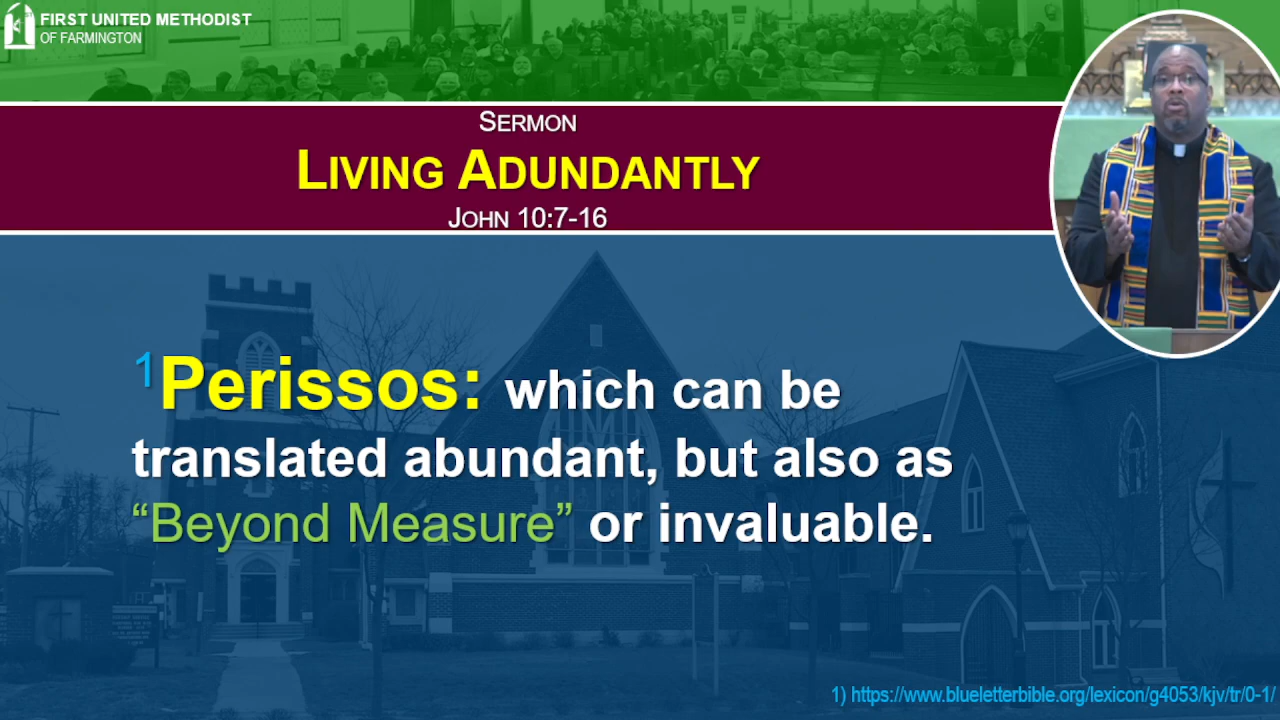 FIRST UNITED METHODIST
OF FARMINGTON
SERMON
LIVING ADUNDANTLY
JOHN 10:7-16
1Perissos: which can be
translated abundant, but also as
“Beyond Measure” or invaluable.
1) https://www.blueletterbible.org/lexicon/g4053/kjv/tr/0-1/